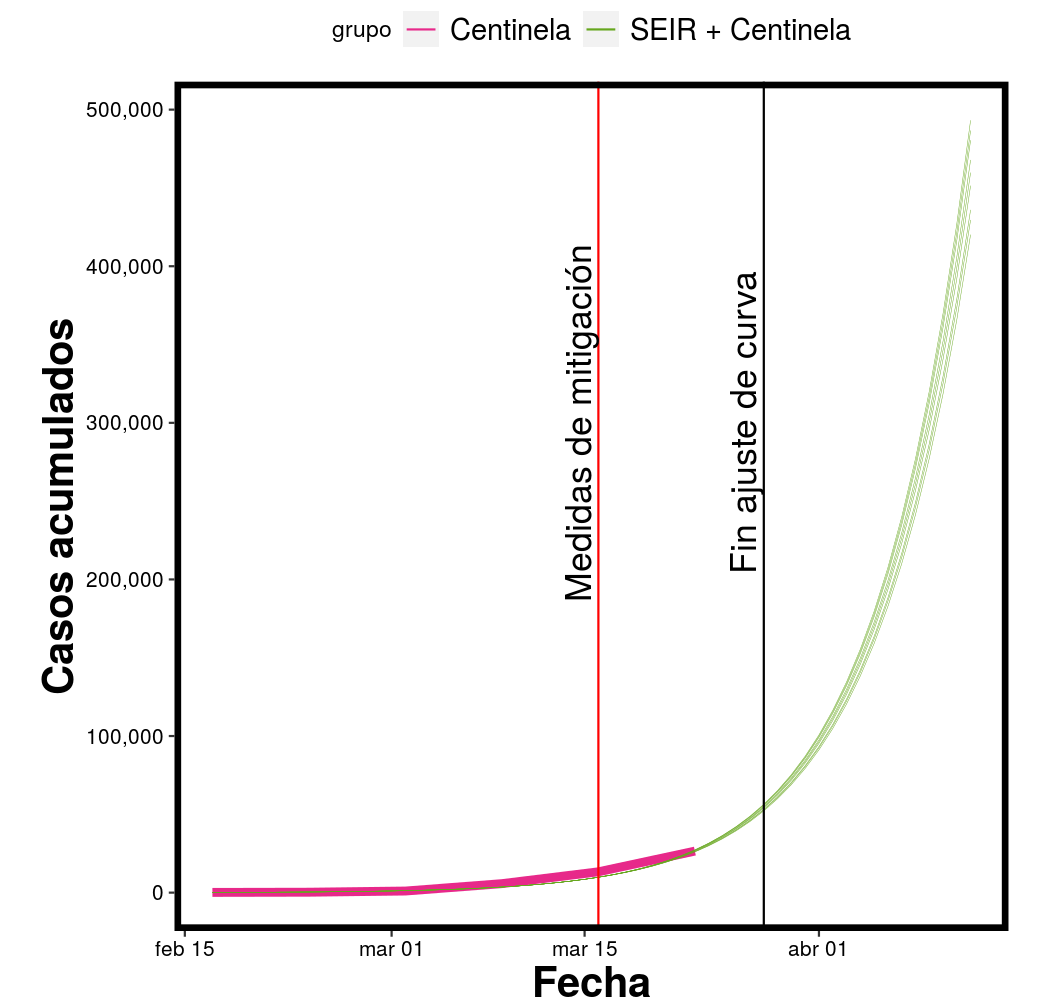 grupo Centinela SEIR + Centinela
500,000
400,000
300,000
200,000
100,000
0
Casos acumulados
Medidas de mitigación
Fin ajuste de curva
feb 15 mar 01 mar 15 abr 01
Fecha